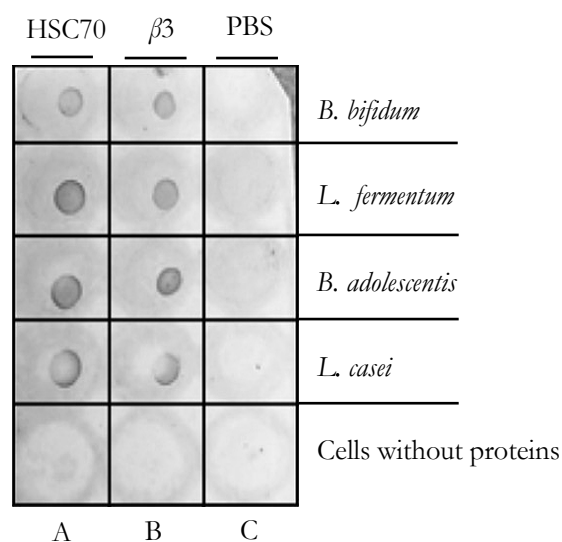 HSC70 β3 PBS
B. bifidum
L. fermentum
B. adolescentis
L. casei
Cells without proteins
A B C